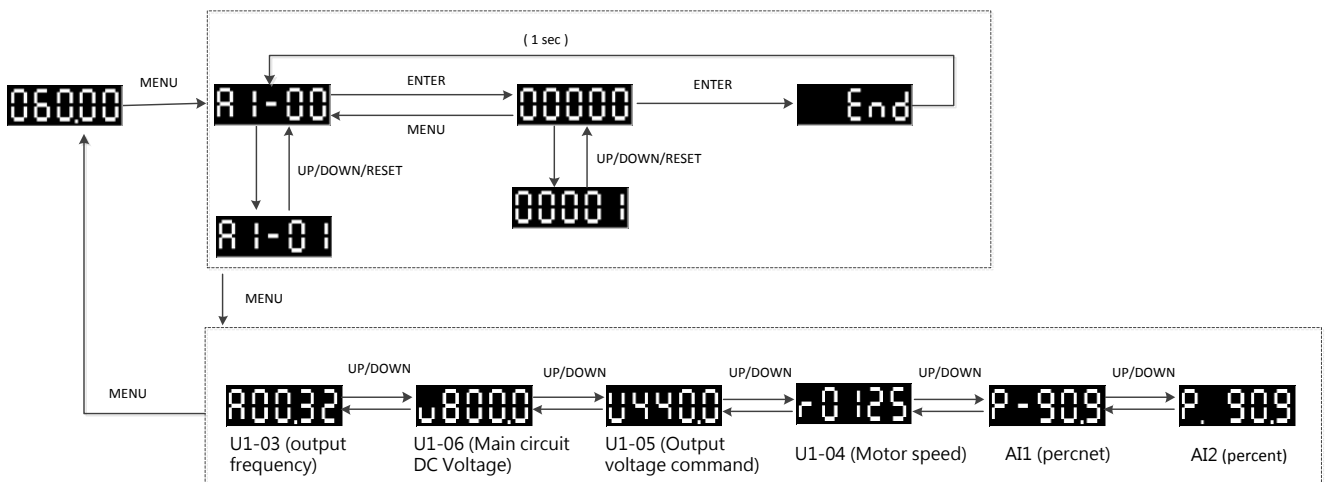 ( 1 sec )
060.00
MENU
A1-00
ENTER
MENU
00000
ENTER
End
UP/DOWN/RESET
UP/DOWN/RESET
A1-01
00001
MENU
MENU
UP/DOWN
UP/DOWN
UP/DOWN
UP/DOWN
UP/DOWN
A00.32
u800.0
U440.0
r0125
P-90.9
P. 90.9
U1-03 (output
frequency)
U1-06 (Main circuit
DC Voltage)
U1-05 (Output
voltage command)
U1-04 (Motor speed)
AI1 (percnet)
AI2 (percent)